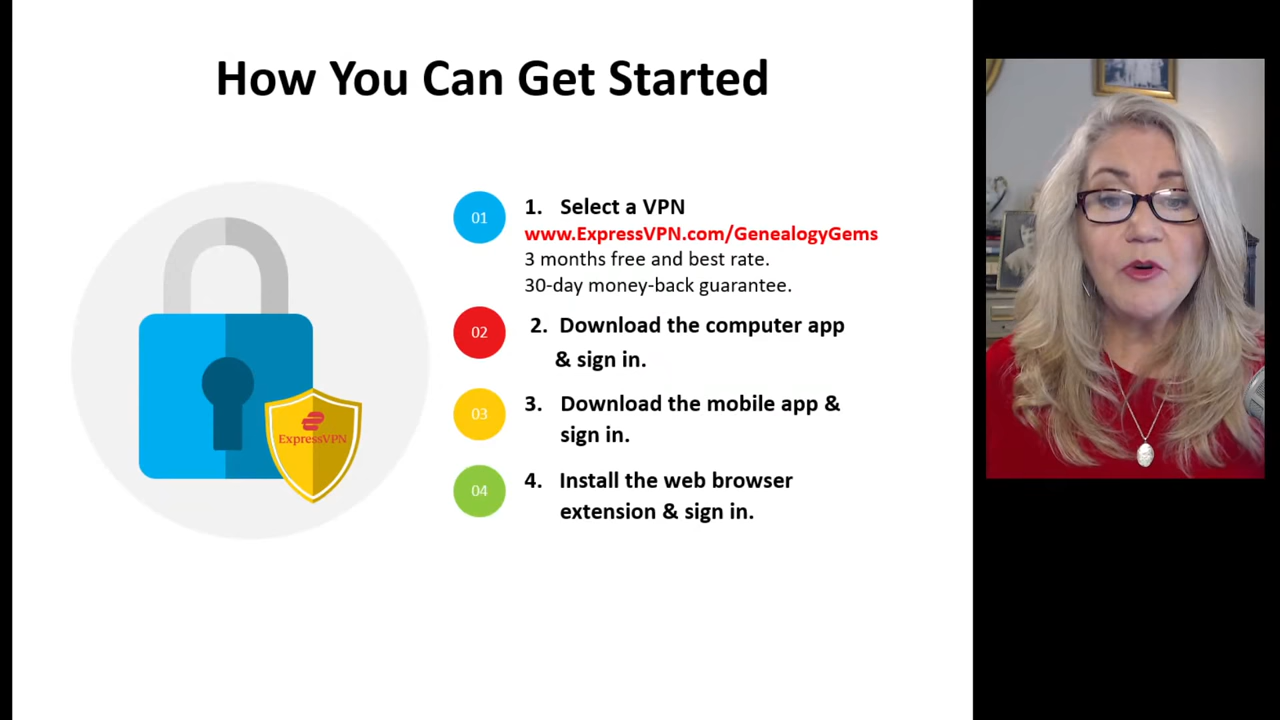 How You Can Get Started
01
1. Select a VPN
www.ExpressVPN.com/GenealogyGems
3 months free and best rate.
30-day money-back guarantee.
02
2. Download the computer app
& sign in.
03
3. Download the mobile app &
sign in.
04
4. Install the web browser
extension & sign in.
ExpressVPN